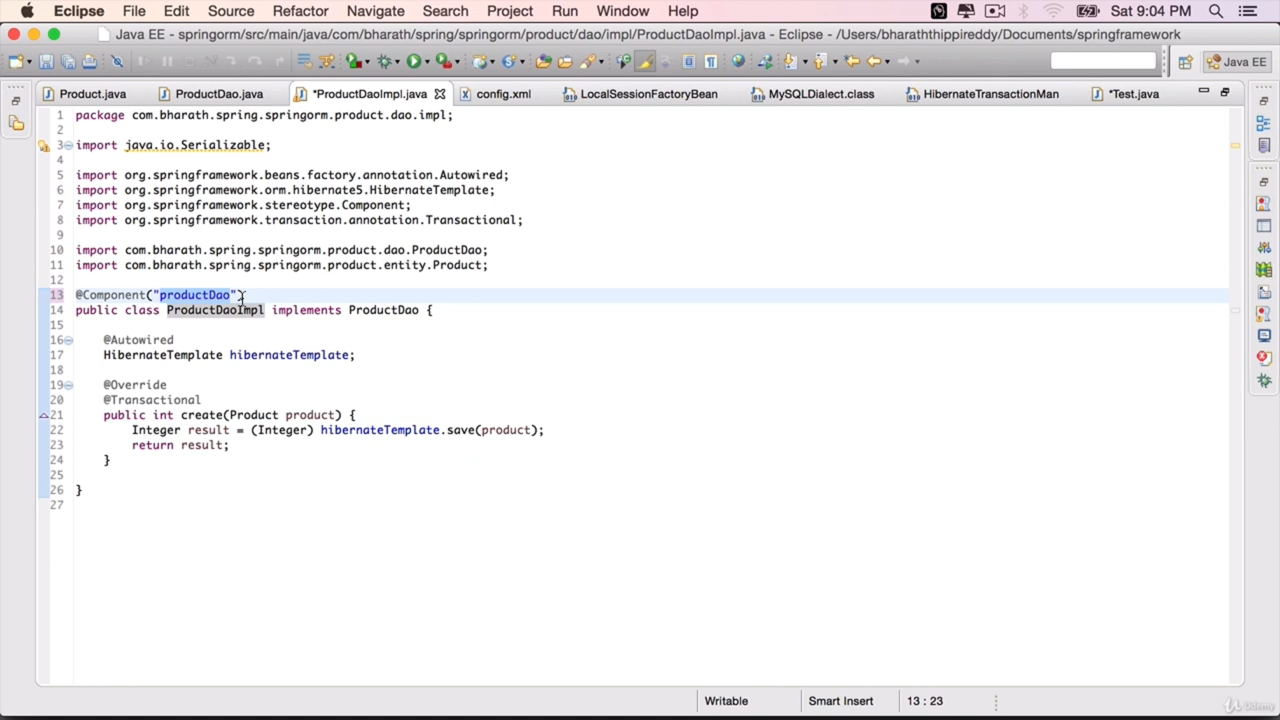 Eclipse File Edit Source Refactor Navigate Search Project Run Window Help Sat 9:04 PM
Java EE - springorm/src/main/java/com/bharath/spring/springorm/product/dao/impl/ProductDaoImpl.java - Eclipse - /Users/bharaththippireddy/Documents/springframework
Java EE
Product.java ProductDao.java *ProductDaoImpl.java config.xml LocalSessionFactoryBean MySQLDialect.class HibernateTransactionMan *Test.java
1 package com.bharath.spring.springorm.product.dao.impl;
2
3 import java.io.Serializable;
4
5 import org.springframework.beans.factory.annotation.Autowired;
6 import org.springframework.orm.hibernate5.HibernateTemplate;
7 import org.springframework.stereotype.Component;
8 import org.springframework.transaction.annotation.Transactional;
9
10 import com.bharath.spring.springorm.product.dao.ProductDao;
11 import com.bharath.spring.springorm.product.entity.Product;
12
13 @Component("productDao")
14 public class ProductDaoImpl implements ProductDao {
15
16 @Autowired
17 HibernateTemplate hibernateTemplate;
18
19 @Override
20 @Transactional
21 public int create(Product product) {
22 Integer result = (Integer) hibernateTemplate.save(product);
23 return result;
24 }
25
26 }
27
Writable Smart Insert 13 : 23
Udemy